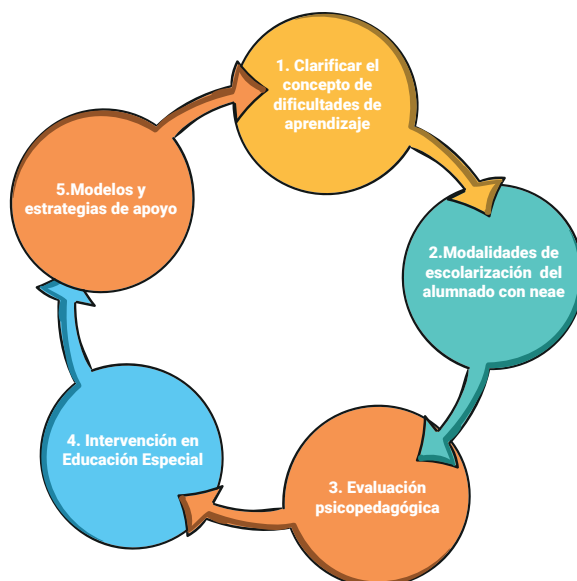 1. Clarificar el
concepto de
dificultades de
aprendizaje
2.Modalidades de
escolarización del
alumnado con neae
3. Evaluación
psicopedagógica
4. Intervención en
Educación Especial
5.Modelos y
estrategias de apoyo